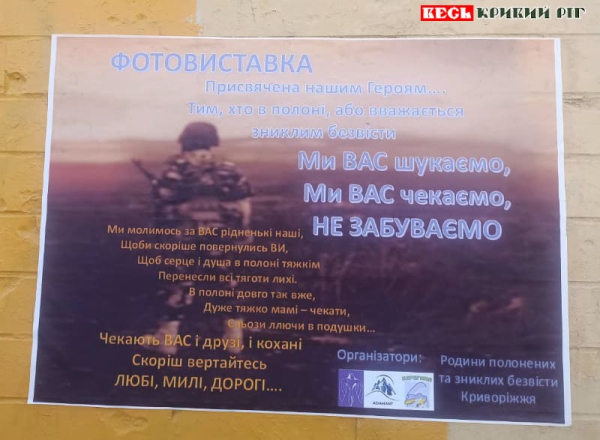 ВЕСЬ КРИВИЙ РІГ
ФОТОВИСТАВКА
Присвячена нашим Героям....
Тим, хто в полоні, або вважається
зниклим безвісти
Ми ВАС шукаємо,
Ми ВАС чекаємо,
НЕ ЗАБУВАЄМО
Ми молимось за ВАС рідненькі наші,
Щоби скоріше повернулись ВИ,
Щоб серце і душа в полоні тяжкім
Перенесли всі тяготи лихі.
В полоні довго так вже,
Дуже тяжко мамі – чекати,
Сльози ллючи в подушки...
Чекають ВАС і друзі, і кохані
Скоріш вертайтесь
ЛЮБІ, МИЛІ, ДОРОГІ....
Організатори:
Родини полонених
та зниклих безвісти
Криворіжжя